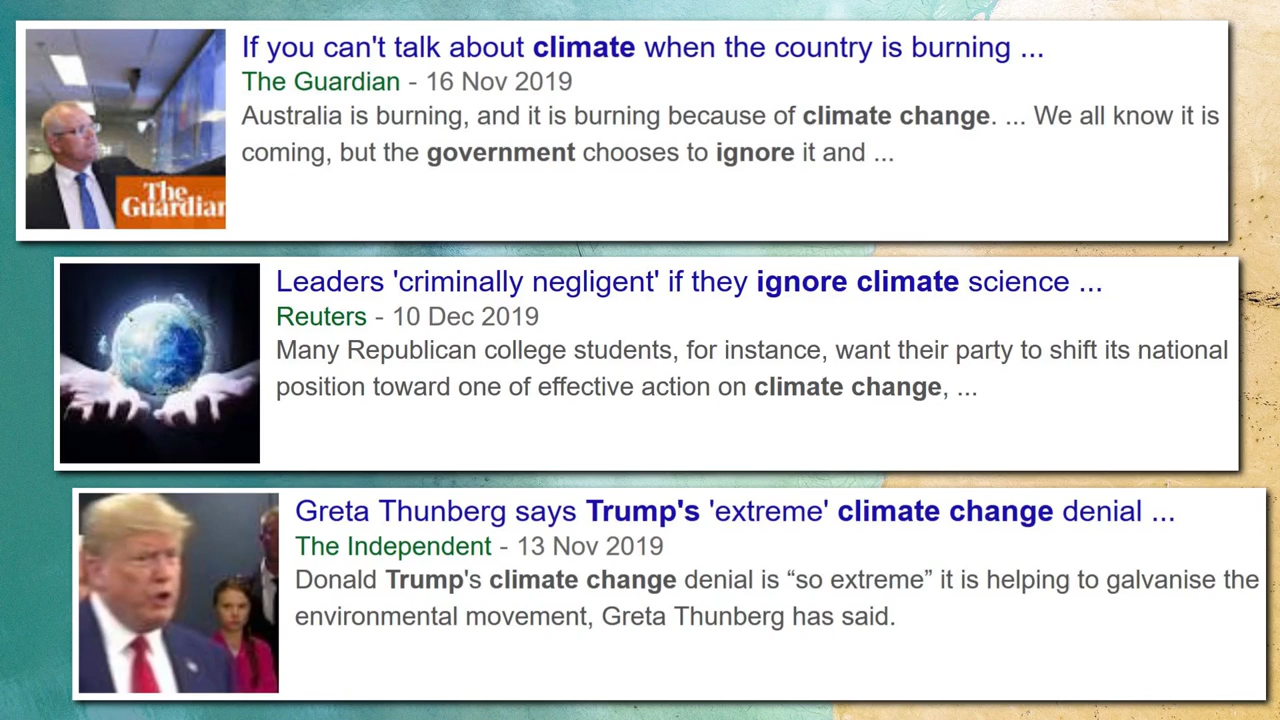 If you can't talk about climate when the country is burning ...
The Guardian - 16 Nov 2019
Australia is burning, and it is burning because of climate change. ... We all know it is
coming, but the government chooses to ignore it and ...
The
Guardian
Leaders 'criminally negligent' if they ignore climate science ...
Reuters - 10 Dec 2019
Many Republican college students, for instance, want their party to shift its national
position toward one of effective action on climate change, ...
Greta Thunberg says Trump's 'extreme' climate change denial ...
The Independent - 13 Nov 2019
Donald Trump's climate change denial is “so extreme” it is helping to galvanise the
environmental movement, Greta Thunberg has said.